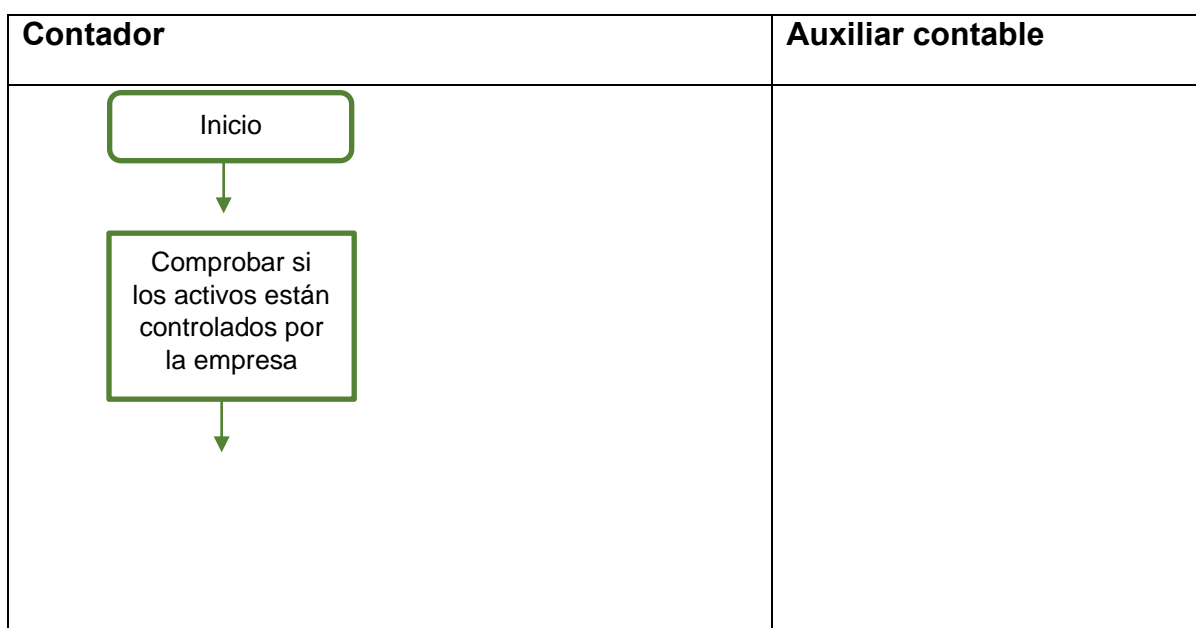 Contador
Auxiliar contable
Inicio
Comprobar si
los activos están
controlados por
la empresa